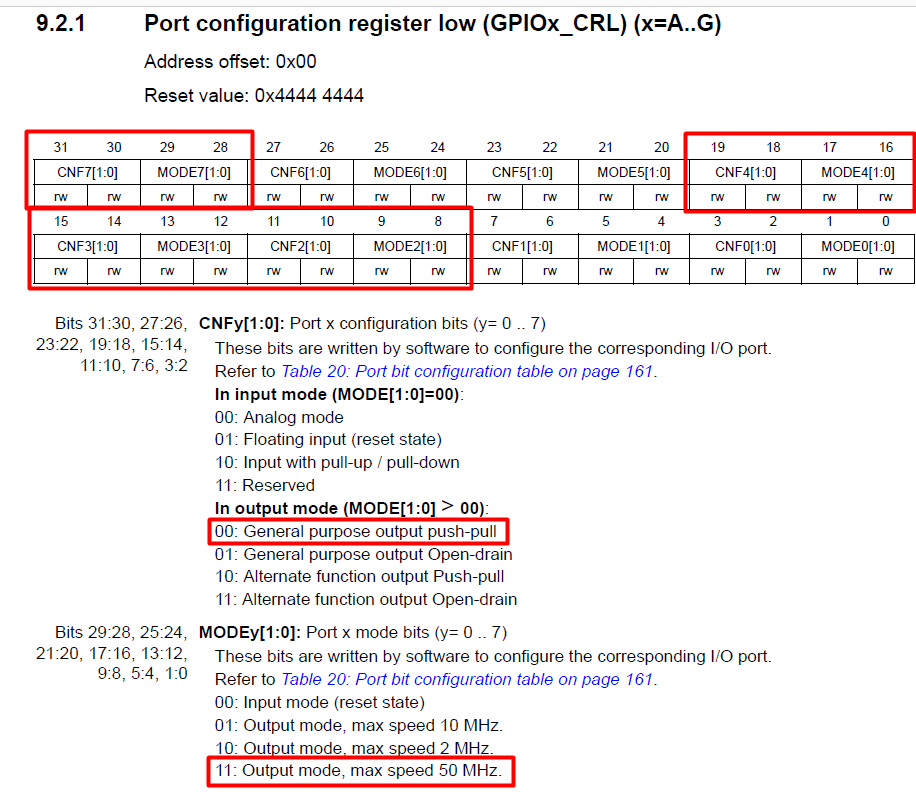 9.2.1 Port configuration register low (GPIOx_CRL) (x=A..G)
Address offset: 0x00
Reset value: 0x4444 4444
31 30 29 28 27 26 25 24 23 22 21 20 19 18 17 16
CNF7[1:0] MODE7[1:0] CNF6[1:0] MODE6[1:0] CNF5[1:0] MODE5[1:0] CNF4[1:0] MODE4[1:0]
rw rw rw rw rw rw rw rw rw rw rw rw rw rw rw rw
15 14 13 12 11 10 9 8 7 6 5 4 3 2 1 0
CNF3[1:0] MODE3[1:0] CNF2[1:0] MODE2[1:0] CNF1[1:0] MODE1[1:0] CNF0[1:0] MODE0[1:0]
rw rw rw rw rw rw rw rw rw rw rw rw rw rw rw rw
Bits 31:30, 27:26, CNFy[1:0]: Port x configuration bits (y= 0 .. 7)
23:22, 19:18, 15:14, These bits are written by software to configure the corresponding I/O port.
11:10, 7:6, 3:2 Refer to Table 20: Port bit configuration table on page 161.
In input mode (MODE[1:0]=00):
00: Analog mode
01: Floating input (reset state)
10: Input with pull-up / pull-down
11: Reserved
In output mode (MODE[1:0] > 00):
00: General purpose output push-pull
01: General purpose output Open-drain
10: Alternate function output Push-pull
11: Alternate function output Open-drain
Bits 29:28, 25:24, MODEy[1:0]: Port x mode bits (y= 0 .. 7)
21:20, 17:16, 13:12, These bits are written by software to configure the corresponding I/O port.
9:8, 5:4, 1:0 Refer to Table 20: Port bit configuration table on page 161.
00: Input mode (reset state)
01: Output mode, max speed 10 MHz.
10: Output mode, max speed 2 MHz.
11: Output mode, max speed 50 MHz.